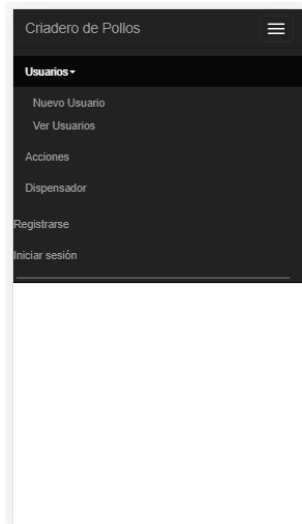 Criadero de Pollos
Usuarios
Nuevo Usuario
Ver Usuarios
Acciones
Dispensador
Registrarse
Iniciar sesión